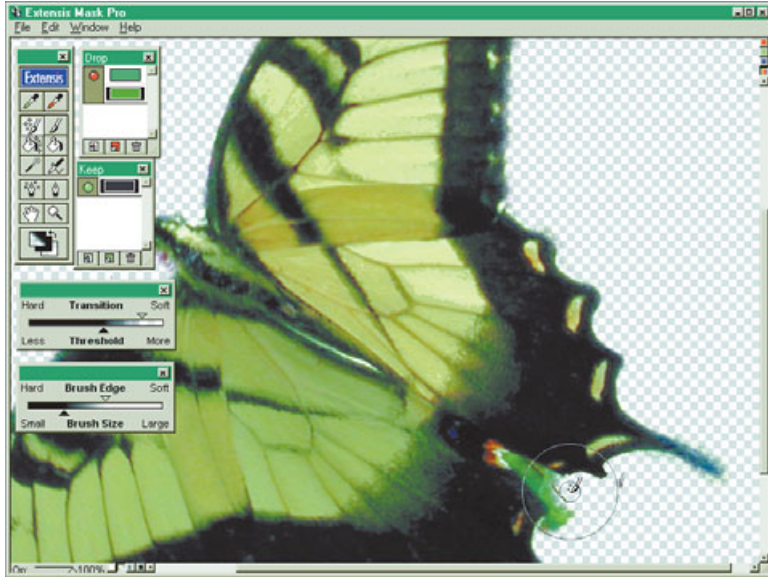 Extensis Mask Pro
File Edit Window Help
Extensis
Drop
Keep
Hard Transition Soft
Less Threshold More
Hard Brush Edge Soft
Small Brush Size Large
100%